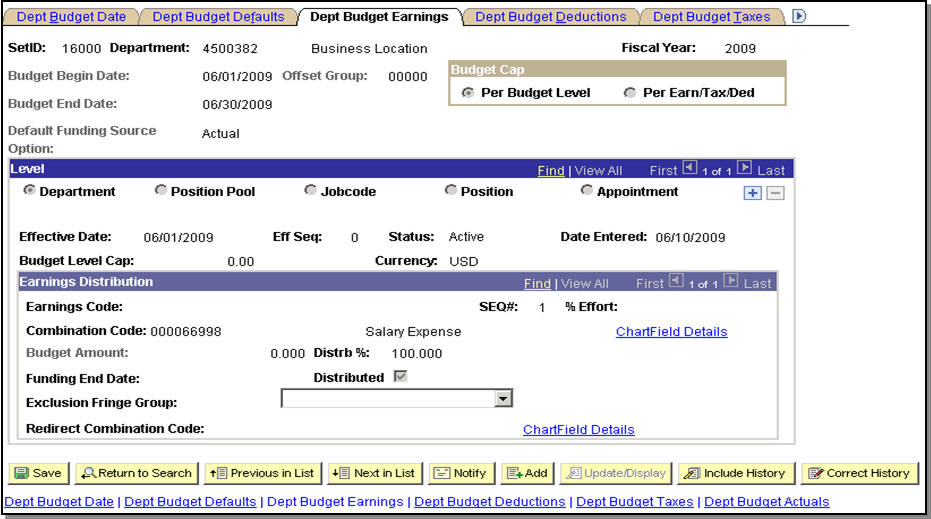 Dept Budget Date Dept Budget Defaults Dept Budget Earnings Dept Budget Deductions Dept Budget Taxes
SetID: 16000 Department: 4500382 Business Location Fiscal Year: 2009
Budget Begin Date: 06/01/2009 Offset Group: 00000
Budget Cap
Per Budget Level Per Earn/Tax/Ded
Budget End Date: 06/30/2009
Default Funding Source Option: Actual
Level Find | View All First 1 of 1 Last
Department Position Pool Jobcode Position Appointment
Effective Date: 06/01/2009 Eff Seq: 0 Status: Active Date Entered: 06/10/2009
Budget Level Cap: 0.00 Currency: USD
Earnings Distribution Find | View All First 1 of 1 Last
Earnings Code: SEQ#: 1 % Effort:
Combination Code: 000066998 Salary Expense ChartField Details
Budget Amount: 0.000 Distrb %: 100.000
Funding End Date: Distributed
Exclusion Fringe Group:
Redirect Combination Code: ChartField Details
Save Return to Search Previous in List Next in List Notify Add Update/Display Include History Correct History
Dept Budget Date | Dept Budget Defaults | Dept Budget Earnings | Dept Budget Deductions | Dept Budget Taxes | Dept Budget Actuals